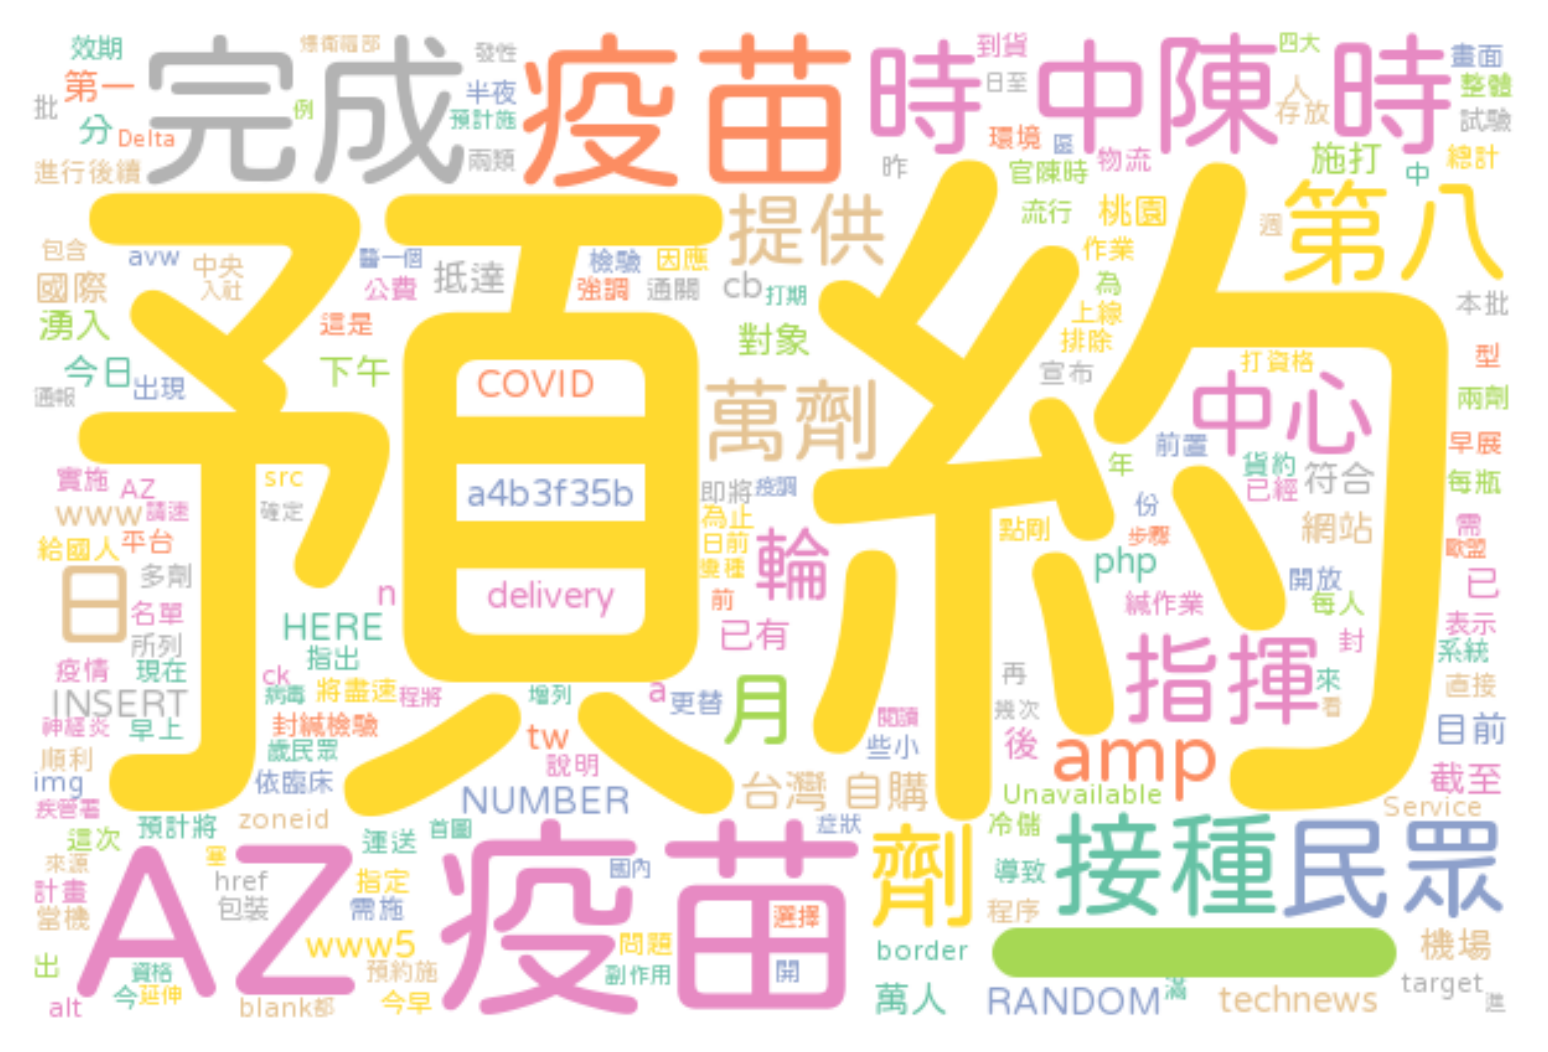 效期
爆衛福部
發性
到貨
四大
畫面
批
第一
完成
例
半夜
疫苗
時中
日至
陳時
人
整體
分
Delta
預計施
環境
區
存放
試驗
進行後續
兩類
昨
官陳時
物流
施打
中
總計
包含
avw
中央
入社
醫一個
抵達
檢驗
因應
提供
流行
桃園
週
第八
國際
公費
強調
通關
cb
打期
作業
為
本批
湧入
這是
對象
上線
排除
今日
出現
下午
COVID
預約
宣布
打資格
型
通報
萬劑
中心
兩劑
實施
AZ
src
a4b3f35b
即將
疫調
年
前置
貨約
已經
符合
早展
每瓶
www
請速
確定
為止
份
給國人
平台
日前
輪
點剛
步驟
網站
需
歐盟
日
多劑
雙種
php
開放
已
名單
n
delivery
前
緘作業
每人
所列
HERE
已有
封
表示
疫情
現在
指出
指揮
系統
ck
再
來
INSERT
病毒
將盡速
程將
增列
a
更替
月
幾次
看
直接
神經炎
早上
封緘檢驗
tw
閱讀
後
amp
目前
順利
歲民眾
說明
些小
img
依臨床
NUMBER
台灣
自購
Unavailable
截至
疾管署
zoneid
Service
這次
預計將
運送
首圖
症狀
冷儲
來源
塞
國內
劑
接種
民眾
計畫
href
指定
導致
當機
AZ
包裝
需施
疫苗
選擇
程序
www5
問題
border
機場
出
資格
預約施
副作用
開
target
今
延伸
萬人
RANDOM
滿
technews
進
alt
blank
都
今早